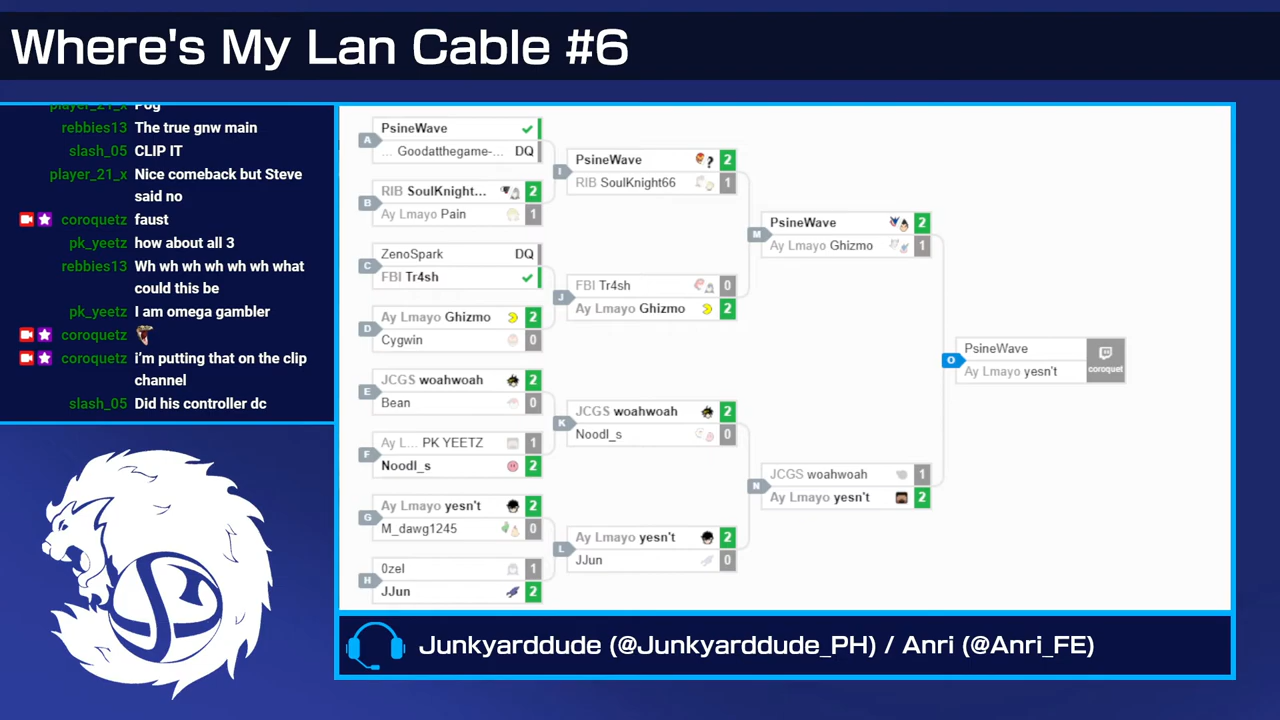 Where's My Lan Cable #6
player_21_x Pog
rebbies13 The true gnw main
slash_05 CLIP IT
player_21_x Nice comeback but Steve
said no
coroquetz faust
pk_yeetz how about all 3
rebbies13 Wh wh wh wh wh wh what
could this be
pk_yeetz I am omega gambler
coroquetz
coroquetz i'm putting that on the clip
channel
slash_05 Did his controller dc
A
PsineWave
... Goodatthegame-... DQ
B
RIB SoulKnight... 2
Ay Lmayo Pain 1
C
ZenoSpark DQ
FBI Tr4sh
D
Ay Lmayo Ghizmo 2
Cygwin 0
E
JCGS woahwoah 2
Bean 0
F
Ay L... PK YEETZ 1
Noodl_s 2
G
Ay Lmayo yesn't 2
M_dawg1245 0
H
0zel 1
JJun 2
I
PsineWave ? 2
RIB SoulKnight66 1
J
FBI Tr4sh 0
Ay Lmayo Ghizmo 2
K
JCGS woahwoah 2
Noodl_s 0
L
Ay Lmayo yesn't 2
JJun 0
M
PsineWave 2
Ay Lmayo Ghizmo 1
N
JCGS woahwoah 1
Ay Lmayo yesn't 2
O
PsineWave
Ay Lmayo yesn't
coroquet
Junkyarddude (@Junkyarddude_PH) / Anri (@Anri_FE)